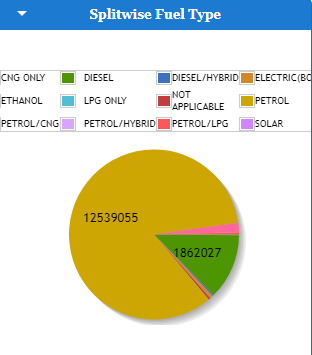 Splitwise Fuel Type
CNG ONLY DIESEL DIESEL/HYBRID ELECTRIC(BO
ETHANOL LPG ONLY NOT APPLICABLE PETROL
PETROL/CNG PETROL/HYBRID PETROL/LPG SOLAR
12539055
1862027